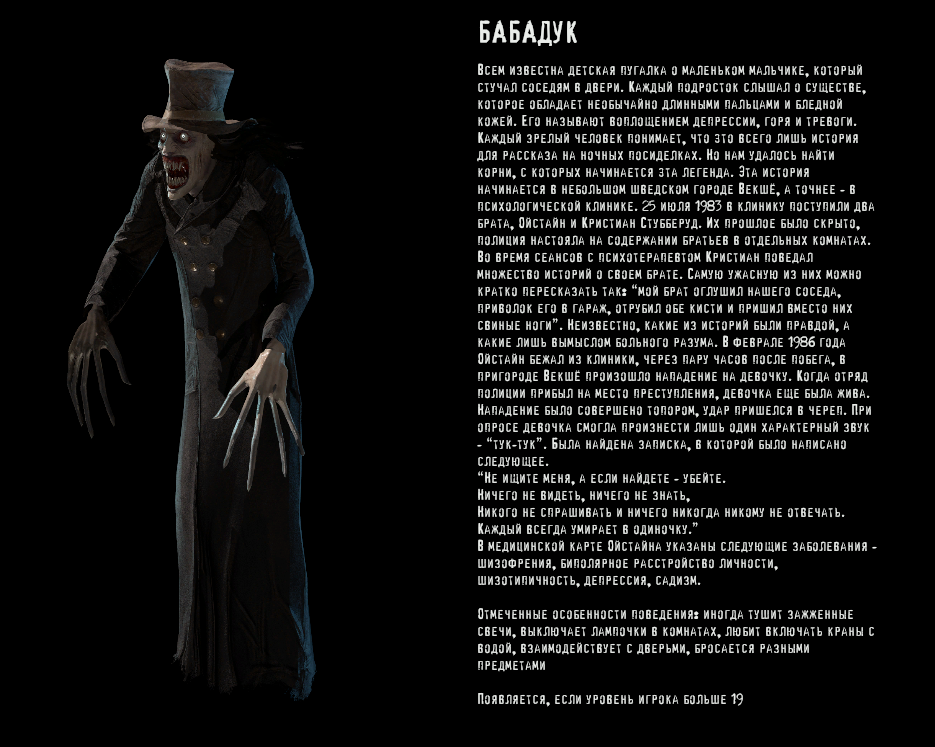 БАБАДУК
Всем известна детская пугалка о маленьком мальчике, который
стучал соседям в двери. Каждый подросток слышал о существе,
которое обладает необычайно длинными пальцами и бледной
кожей. Его называют воплощением депрессии, горя и тревоги.
Каждый зрелый человек понимает, что это всего лишь история
для рассказа на ночных посиделках. Но нам удалось найти
корни, с которых начинается эта легенда. Эта история
начинается в небольшом шведском городе Векшё, а точнее - в
психологической клинике. 25 июля 1983 в клинику поступили два
брата, Ойстайн и Кристиан Стубберуд. Их прошлое было скрыто,
полиция настояла на содержании братьев в отдельных комнатах.
Во время сеансов с психотерапевтом Кристиан поведал
множество историй о своем брате. Самую ужасную из них можно
кратко пересказать так: “мой брат оглушил нашего соседа,
приволок его в гараж, отрубил обе кисти и пришил вместо них
свиные ноги”. Неизвестно, какие из историй были правдой, а
какие лишь вымыслом больного разума. В феврале 1986 года
Ойстайн бежал из клиники, через пару часов после побега, в
пригороде Векшё произошло нападение на девочку. Когда отряд
полиции прибыл на место преступления, девочка еще была жива.
Нападение было совершено топором, удар пришелся в череп. При
опросе девочка смогла произнести лишь один характерный звук
- “тук-тук”. Была найдена записка, в которой было написано
следующее.
“Не ищите меня, а если найдете - убейте.
Ничего не видеть, ничего не знать,
Никого не спрашивать и ничего никогда никому не отвечать.
Каждый всегда умирает в одиночку.”
В медицинской карте Ойстайна указаны следующие заболевания -
шизофрения, биполярное расстройство личности,
шизотипичность, депрессия, садизм.
Отмеченные особенности поведения: иногда тушит зажженные
свечи, выключает лампочки в комнатах, любит включать краны с
водой, взаимодействует с дверьми, бросается разными
предметами
Появляется, если уровень игрока больше 19